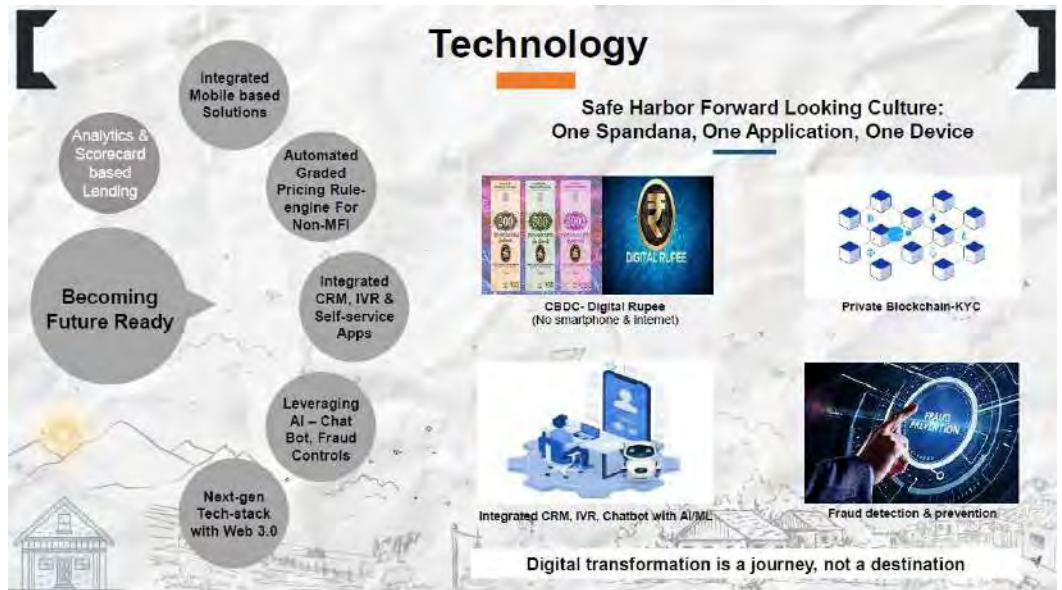 Technology
Integrated
Mobile based
Solutions
Analytics &
Scorecard
based
Lending
Automated
Graded
Pricing Rule-
engine For
Non-MFI
Becoming
Future Ready
Integrated
CRM, IVR &
Self-service
Apps
Leveraging
AI – Chat
Bot, Fraud
Controls
Next-gen
Tech-stack
with Web 3.0
Safe Harbor Forward Looking Culture:
One Spandana, One Application, One Device
DIGITAL RUPEE
CBDC- Digital Rupee
(No smartphone & Internet)
Private Blockchain-KYC
Integrated CRM, IVR, Chatbot with AI/ML
FRAUD
PREVENTION
Fraud detection & prevention
Digital transformation is a journey, not a destination